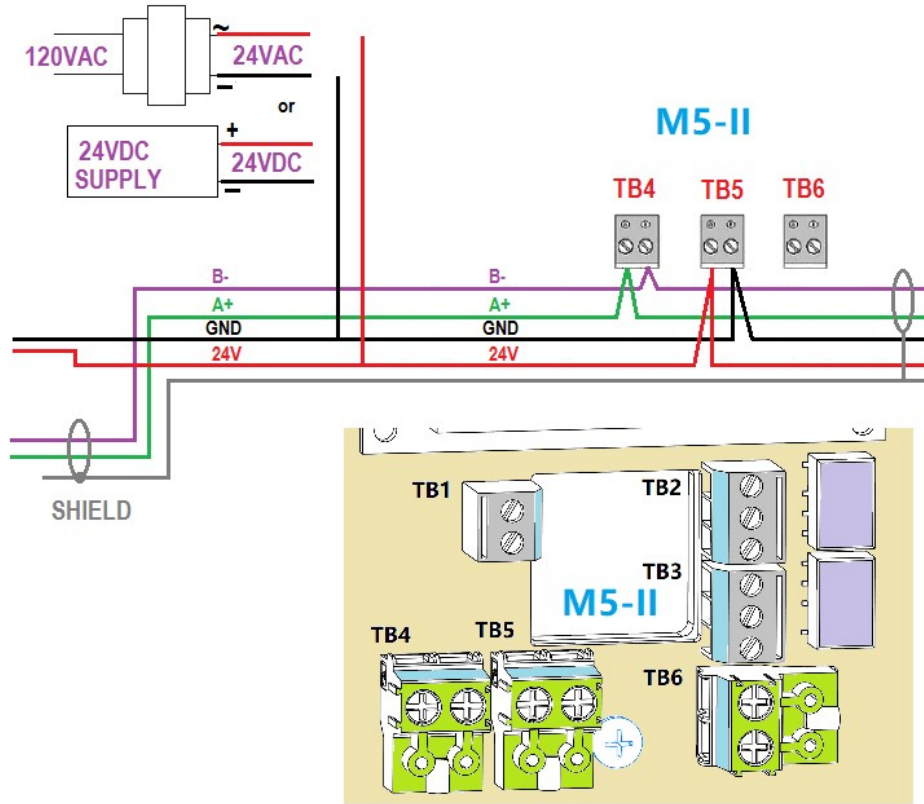 120VAC
~
24VAC
–
or
+
24VDC
SUPPLY
24VDC
–
M5-II
TB4
TB5
TB6
B-
B-
A+
A+
GND
GND
24V
24V
SHIELD
TB1
TB2
TB3
M5-II
TB4
TB5
TB6